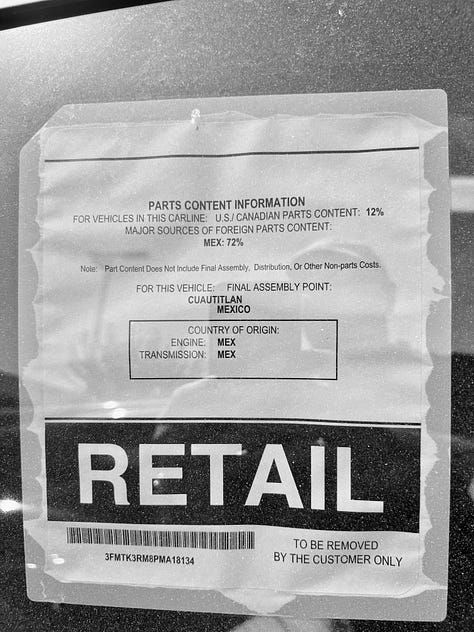 PARTS CONTENT INFORMATION
FOR VEHICLES IN THIS CARLINE: U.S./ CANADIAN PARTS CONTENT: 12%
MAJOR SOURCES OF FOREIGN PARTS CONTENT:
MEX: 72%
Note: Part Content Does Not Include Final Assembly, Distribution, Or Other Non-parts Costs.
FOR THIS VEHICLE: FINAL ASSEMBLY POINT:
CUAUTITLAN
MEXICO
COUNTRY OF ORIGIN:
ENGINE: MEX
TRANSMISSION: MEX
RETAIL
3FMTK3RM8PMA18134
TO BE REMOVED
BY THE CUSTOMER ONLY